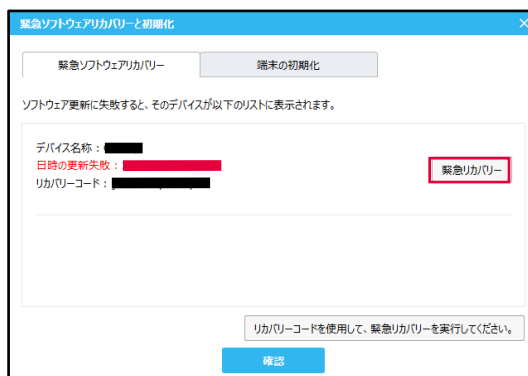 緊急ソフトウェアリカバリーと初期化
緊急ソフトウェアリカバリー
端末の初期化
ソフトウェア更新に失敗すると、そのデバイスが以下のリストに表示されます。
デバイス名称：
日時の更新失敗：
リカバリーコード：
緊急リカバリー
リカバリーコードを使用して、緊急リカバリーを実行してください。
確認